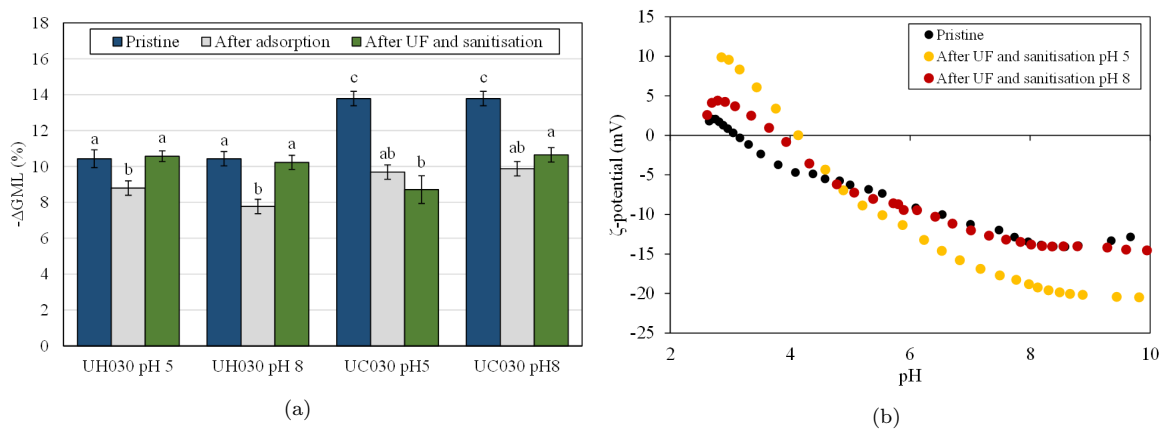 18
16
14
12
10
8
6
4
2
0
-ΔGML (%)
Pristine
After adsorption
After UF and sanitisation
a
b
a
a
b
a
c
ab
b
c
ab
a
UH030 pH 5
UH030 pH 8
UC030 pH5
UC030 pH8
(a)
15
10
5
0
-5
-10
-15
-20
-25
ζ-potential (mV)
Pristine
After UF and sanitisation pH 5
After UF and sanitisation pH 8
2
4
6
8
10
pH
(b)